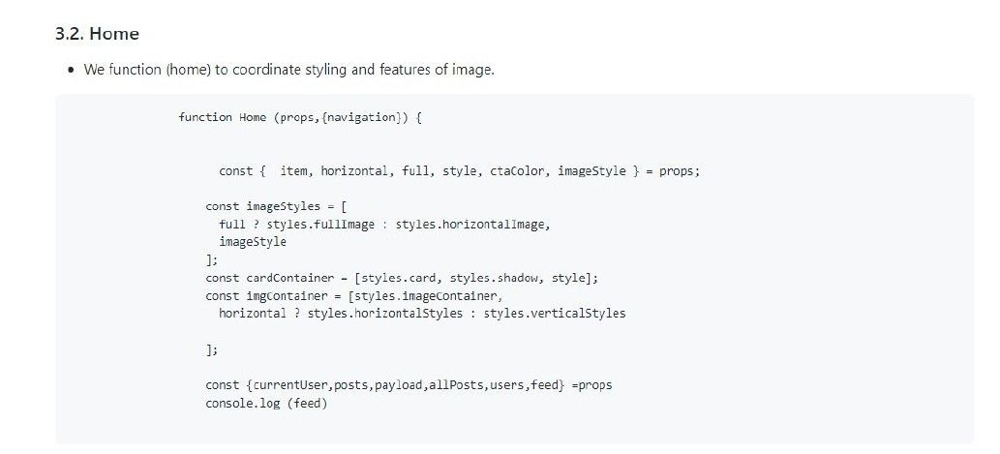 3.2. Home
• We function (home) to coordinate styling and features of image.
function Home (props,{navigation}) {
const {  item, horizontal, full, style, ctaColor, imageStyle } = props;
const imageStyles = [
full ? styles.fullImage : styles.horizontalImage,
imageStyle
];
const cardContainer = [styles.card, styles.shadow, style];
const imgContainer = [styles.imageContainer,
horizontal ? styles.horizontalStyles : styles.verticalStyles
];
const {currentUser,posts,payload,allPosts,users,feed} =props
console.log (feed)